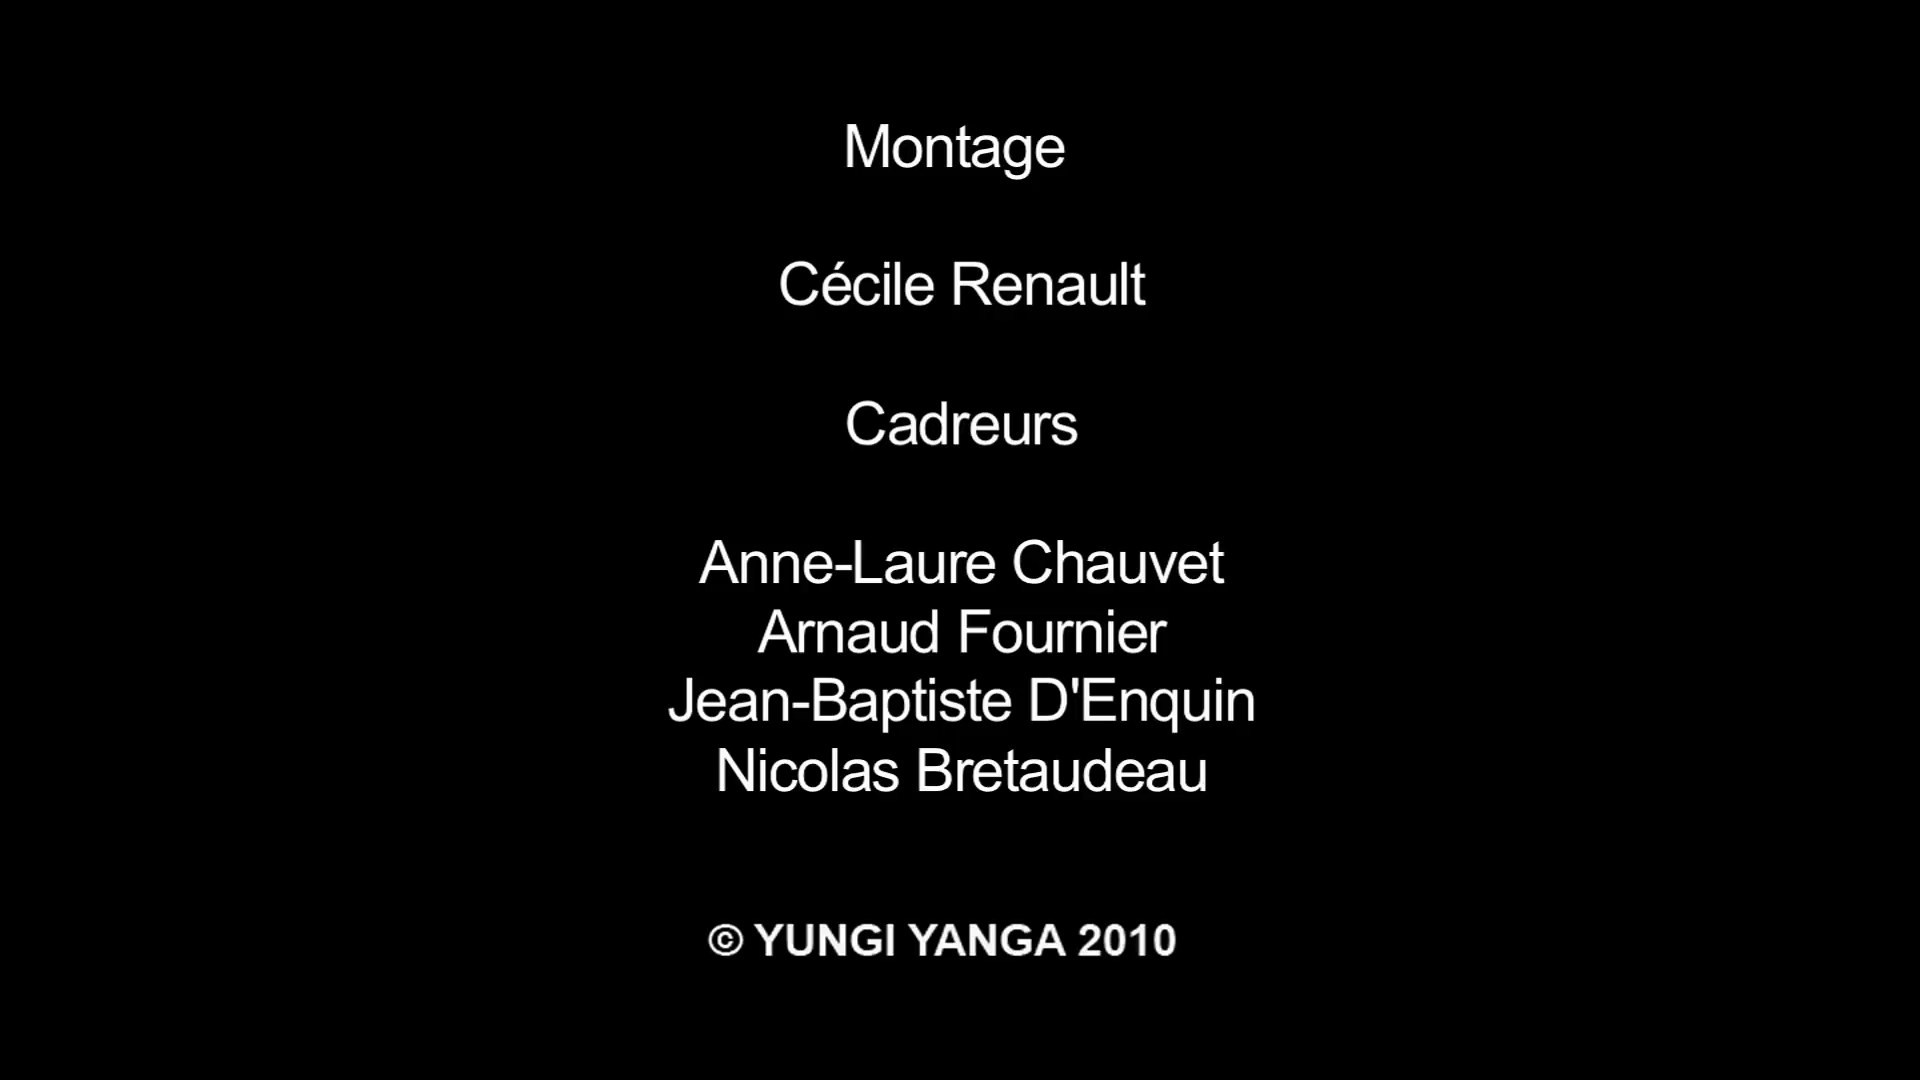 Montage
Cécile Renault
Cadreurs
Anne-Laure Chauvet
Arnaud Fournier
Jean-Baptiste D'Enquin
Nicolas Bretaudeau
© YUNGI YANGA 2010